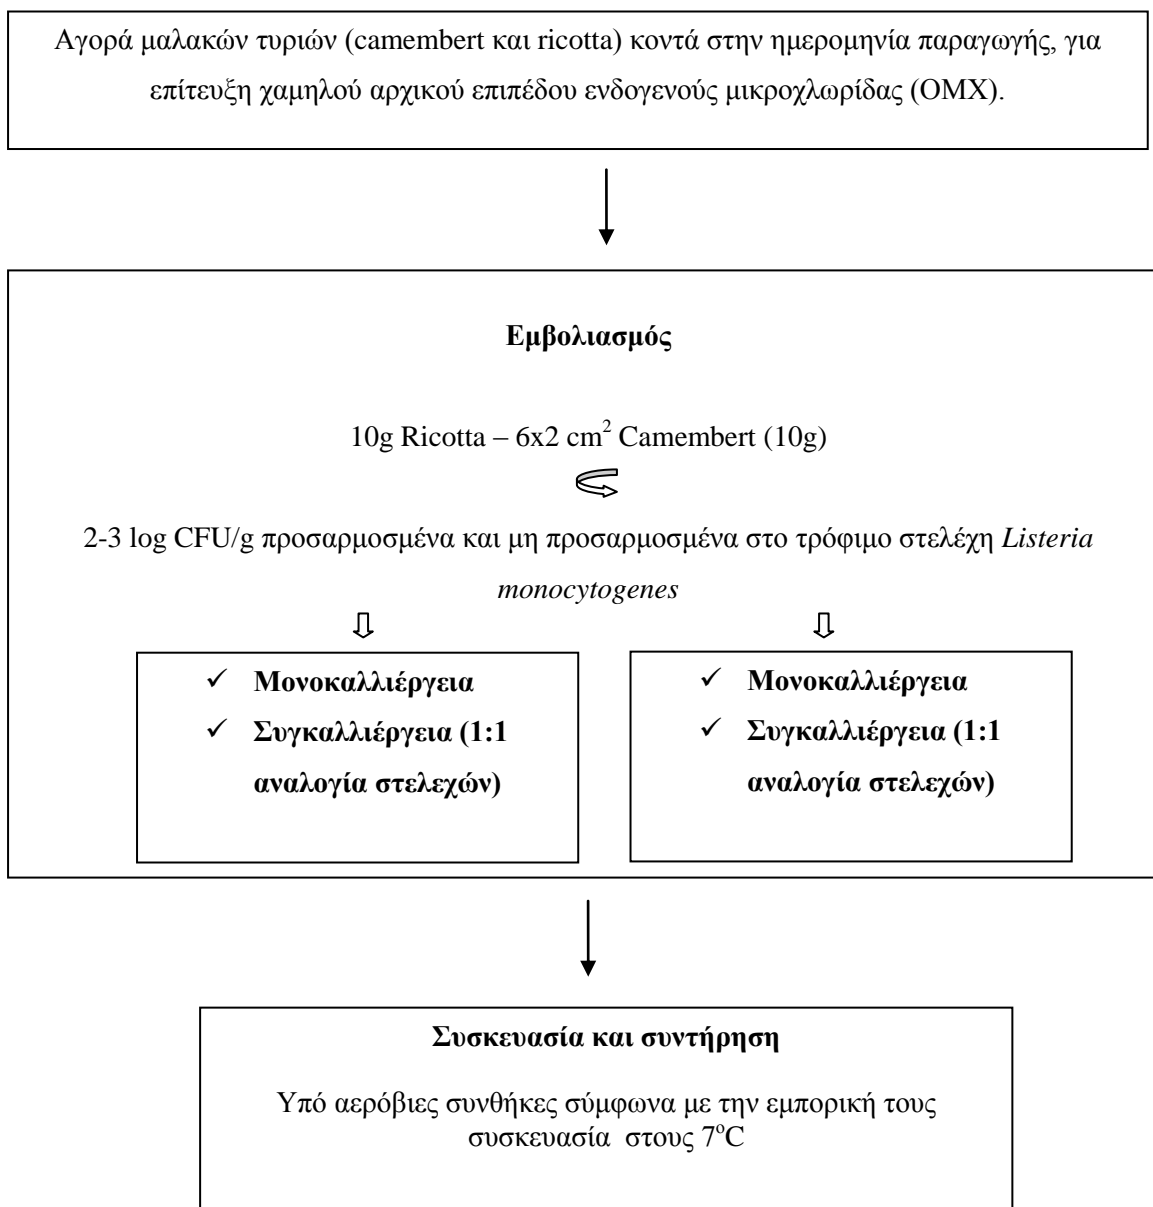 Αγορά μαλακών τυριών (camembert και ricotta) κοντά στην ημερομηνία παραγωγής, για
επίτευξη χαμηλού αρχικού επιπέδου ενδογενούς μικροχλωρίδας (ΟΜΧ).
Εμβολιασμός
10g Ricotta – 6x2 cm² Camembert (10g)
2-3 log CFU/g προσαρμοσμένα και μη προσαρμοσμένα στο τρόφιμο στελέχη Listeria
monocytogenes
✓ Μονοκαλλιέργεια
✓ Συγκαλλιέργεια (1:1
αναλογία στελεχών)
✓ Μονοκαλλιέργεια
✓ Συγκαλλιέργεια (1:1
αναλογία στελεχών)
Συσκευασία και συντήρηση
Υπό αερόβιες συνθήκες σύμφωνα με την εμπορική τους
συσκευασία στους 7°C